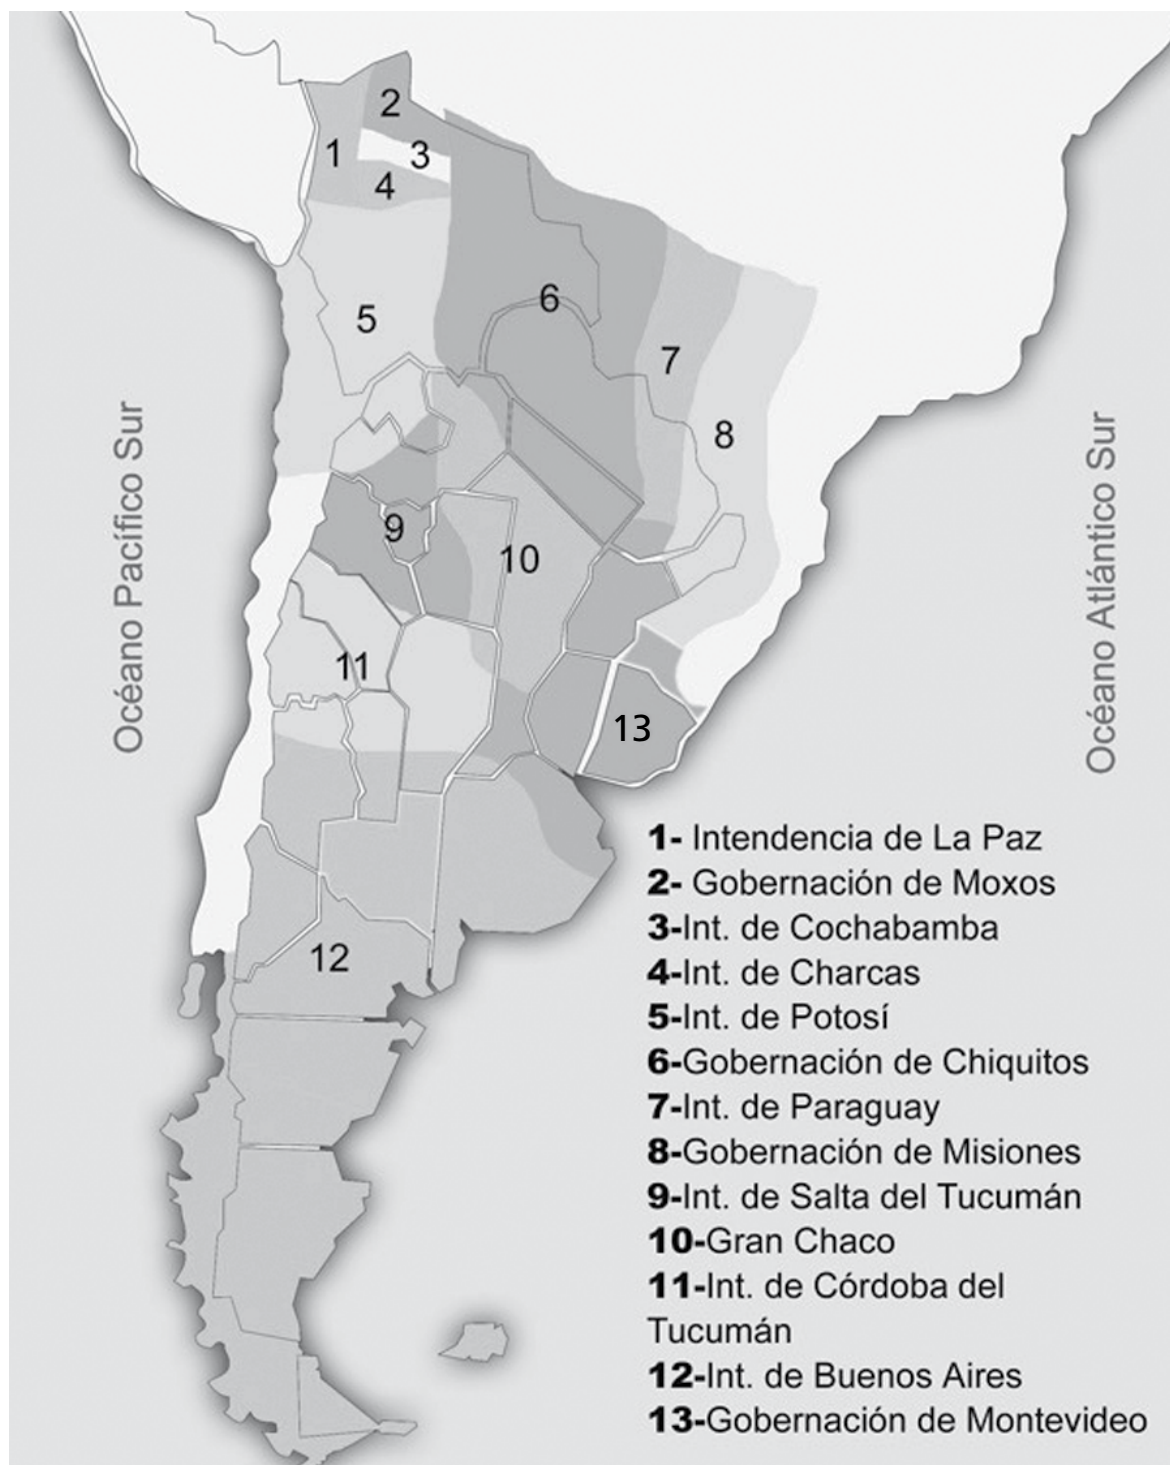 2
1
3
4
6
5
7
8
9
10
11
13
12
Océano Pacífico Sur
Océano Atlántico Sur
1- Intendencia de La Paz
2- Gobernación de Moxos
3-Int. de Cochabamba
4-Int. de Charcas
5-Int. de Potosí
6-Gobernación de Chiquitos
7-Int. de Paraguay
8-Gobernación de Misiones
9-Int. de Salta del Tucumán
10-Gran Chaco
11-Int. de Córdoba del
Tucumán
12-Int. de Buenos Aires
13-Gobernación de Montevideo